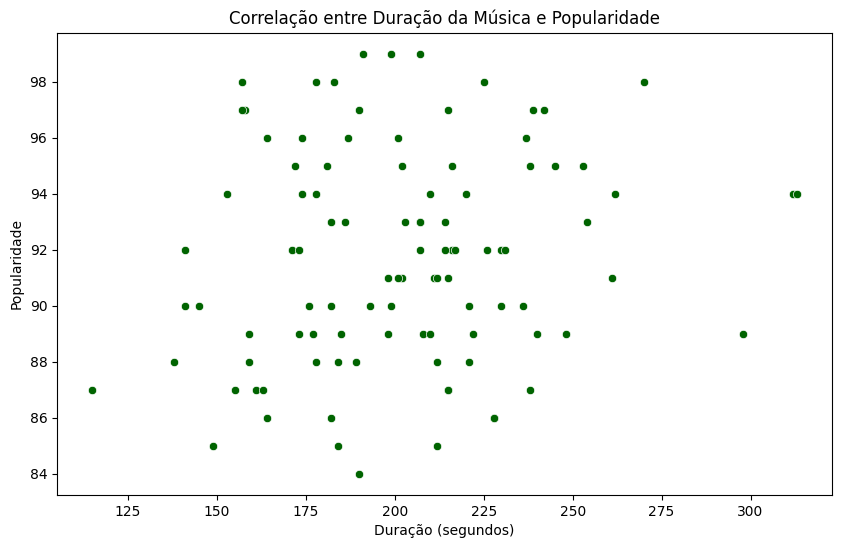 Correlação entre Duração da Música e Popularidade
Popularidade
98
96
94
92
90
88
86
84
125 150 175 200 225 250 275 300
Duração (segundos)